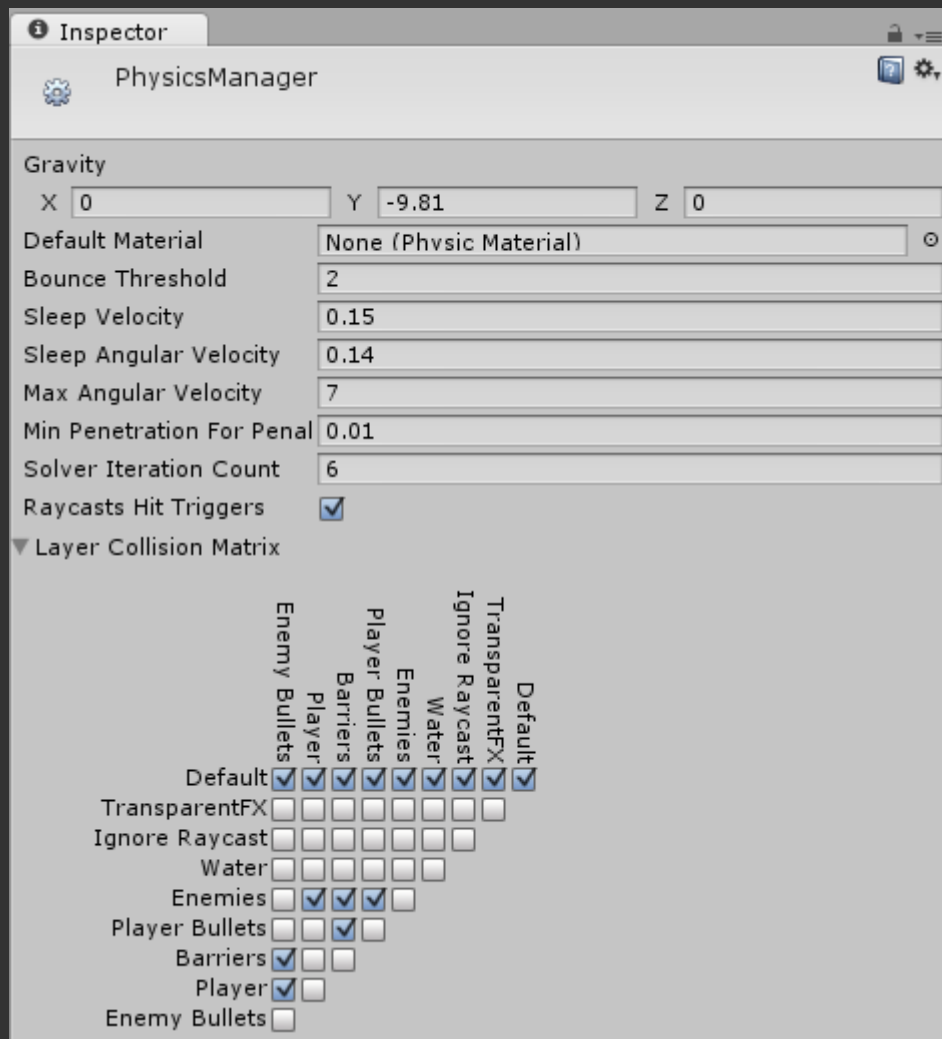 Inspector
PhysicsManager
Gravity
X 0 Y -9.81 Z 0
Default Material None (Physic Material)
Bounce Threshold 2
Sleep Velocity 0.15
Sleep Angular Velocity 0.14
Max Angular Velocity 7
Min Penetration For Penal 0.01
Solver Iteration Count 6
Raycasts Hit Triggers
Layer Collision Matrix
Enemy Bullets
Player
Barriers
Player Bullets
Enemies
Water
Ignore Raycast
TransparentFX
Default
Default
TransparentFX
Ignore Raycast
Water
Enemies
Player Bullets
Barriers
Player
Enemy Bullets